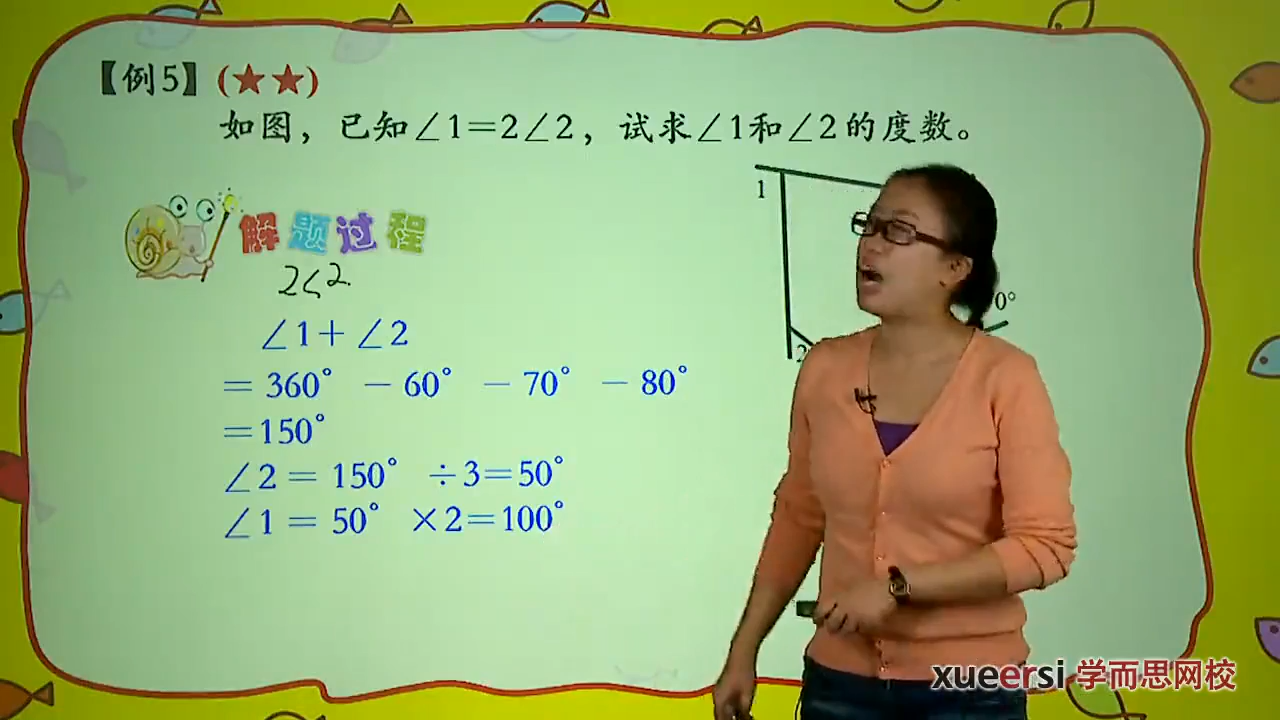 【例5】(★★)
如图，已知∠1=2∠2，试求∠1和∠2的度数。
1
解题过程
2∠2
0°
∠1+∠2
2
=360°-60°-70°-80°
=150°
∠2=150°÷3=50°
∠1=50°×2=100°
xueersi 学而思网校